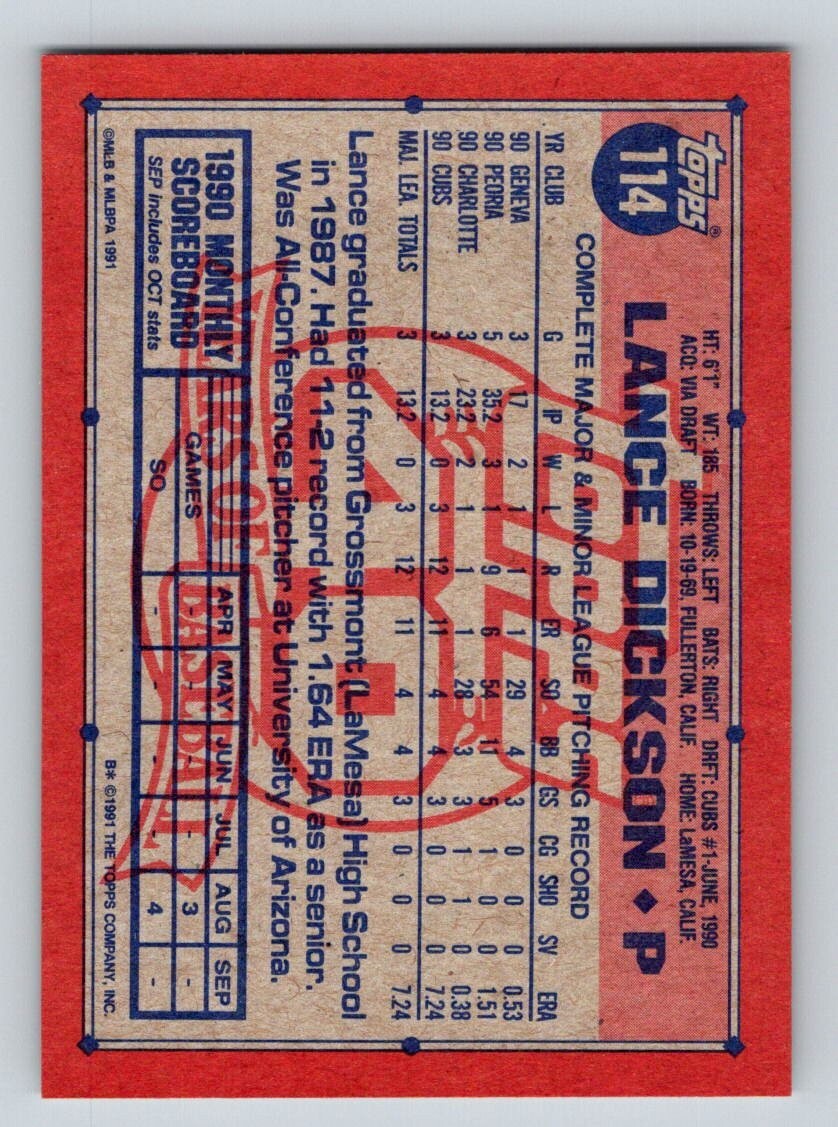 topps®
114
LANCE DICKSON ♦ P
HT: 6'1" WT: 185 THROWS: LEFT BATS: RIGHT DRFT: CUBS #1-JUNE, 1990
ACQ: VIA DRAFT BORN: 10-19-69, FULLERTON, CALIF. HOME: LaMESA, CALIF.
COMPLETE MAJOR & MINOR LEAGUE PITCHING RECORD
YR CLUB G IP W L R ER SO BB GS CG SHO SV ERA
90 GENEVA 3 17 2 1 1 1 29 4 3 0 0 0 0.53
90 PEORIA 5 35.2 3 1 9 6 54 11 5 1 0 0 1.51
90 CHARLOTTE 3 23.2 2 1 1 1 28 3 3 1 1 0 0.38
90 CUBS 3 13.2 0 3 12 11 4 4 3 0 0 0 7.24
MAJ. LEA. TOTALS 3 13.2 0 3 12 11 4 4 3 0 0 0 7.24
Lance graduated from Grossmont (LaMesa) High School
in 1987. Had 11-2 record with 1.64 ERA as a senior.
Was All-Conference pitcher at University of Arizona.
1990 MONTHLY
SCOREBOARD
SEP includes OCT stats
APR MAY JUN JUL AUG SEP
GAMES - - - - 3 -
SO - - - - 4 -
©MLB & MLBPA 1991
B* ©1991 THE TOPPS COMPANY, INC.